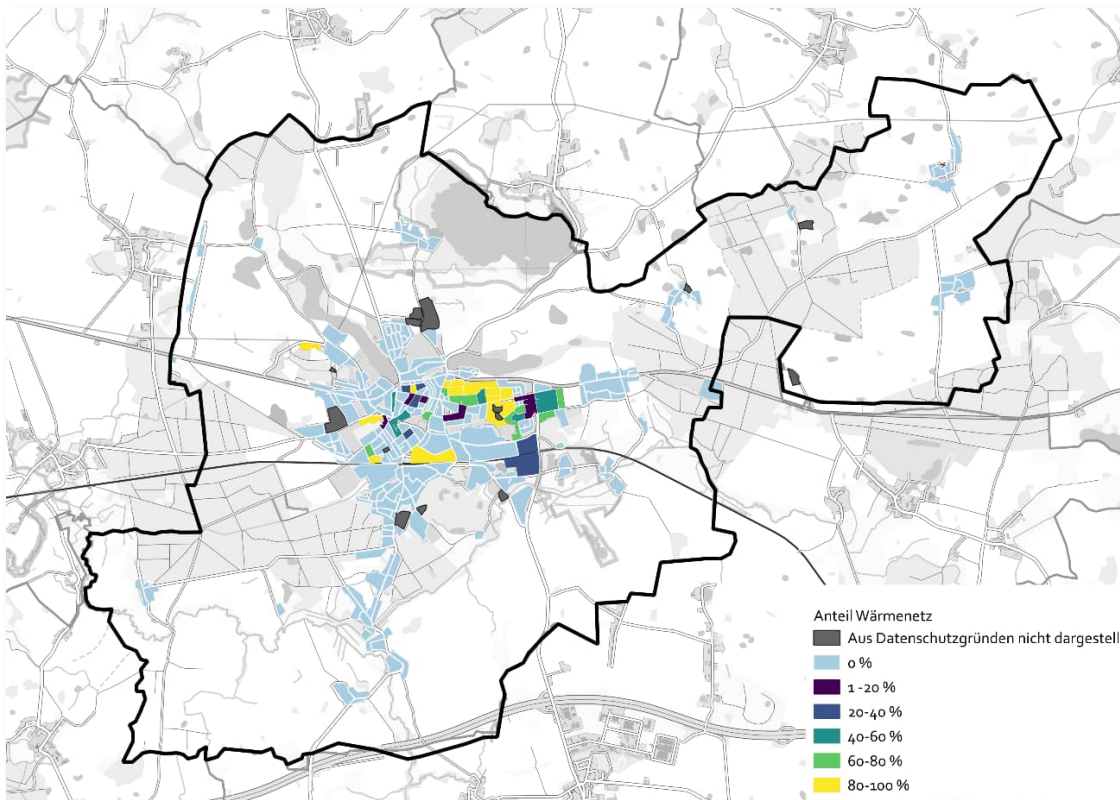 Anteil Wärmenetz
Aus Datenschutzgründen nicht dargestell
0 %
1 -20 %
20-40 %
40-60 %
60-80 %
80-100 %